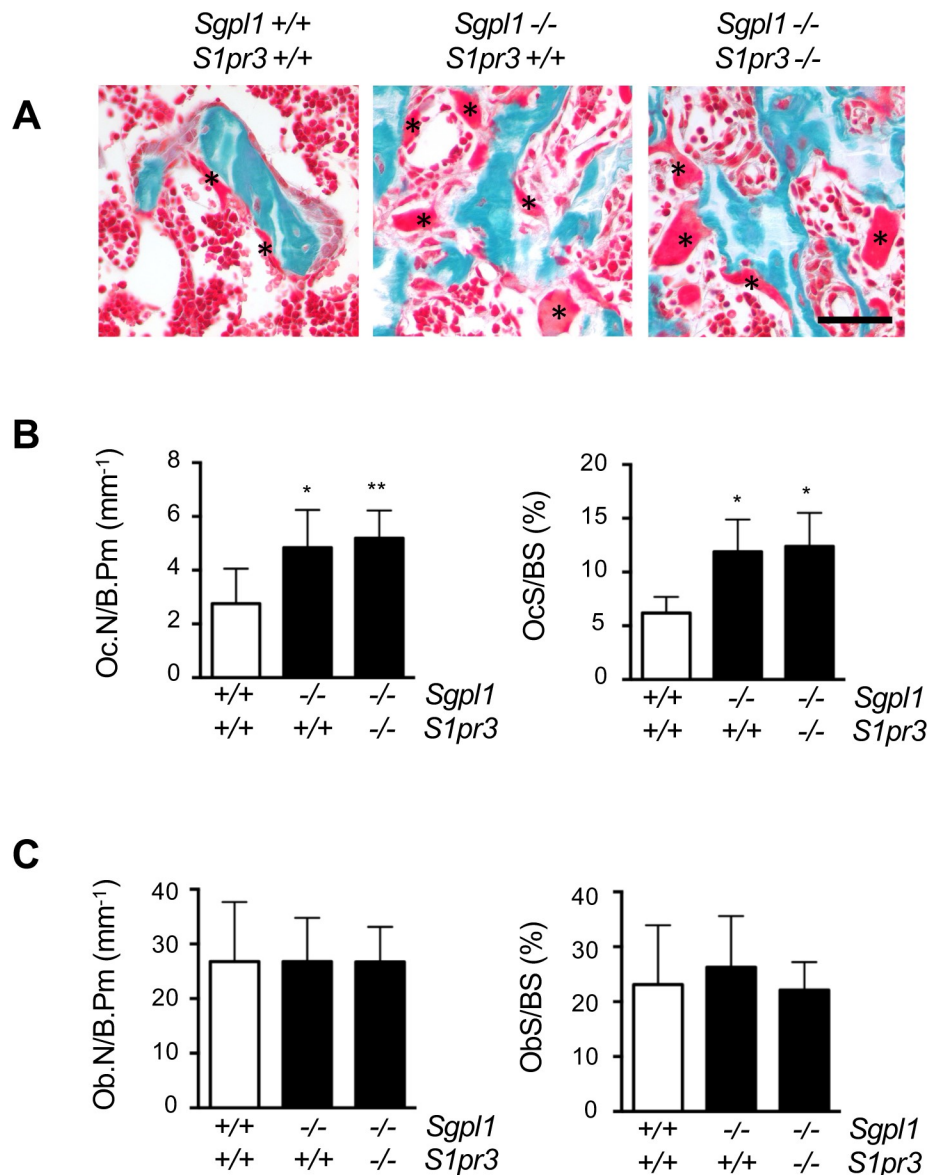 Sgpl1 +/+ Sgpl1 -/- Sgpl1 -/-
S1pr3 +/+ S1pr3 +/+ S1pr3 -/-
A
* * * * * * * * * * *
B
Oc.N/B.Pm (mm-1)
8
6
4
2
0
* **
+/+ -/- -/- Sgpl1
+/+ +/+ -/- S1pr3
OcS/BS (%)
20
15
10
5
0
* *
+/+ -/- -/- Sgpl1
+/+ +/+ -/- S1pr3
C
Ob.N/B.Pm (mm-1)
40
30
20
10
0
+/+ -/- -/- Sgpl1
+/+ +/+ -/- S1pr3
ObS/BS (%)
40
30
20
10
0
+/+ -/- -/- Sgpl1
+/+ +/+ -/- S1pr3